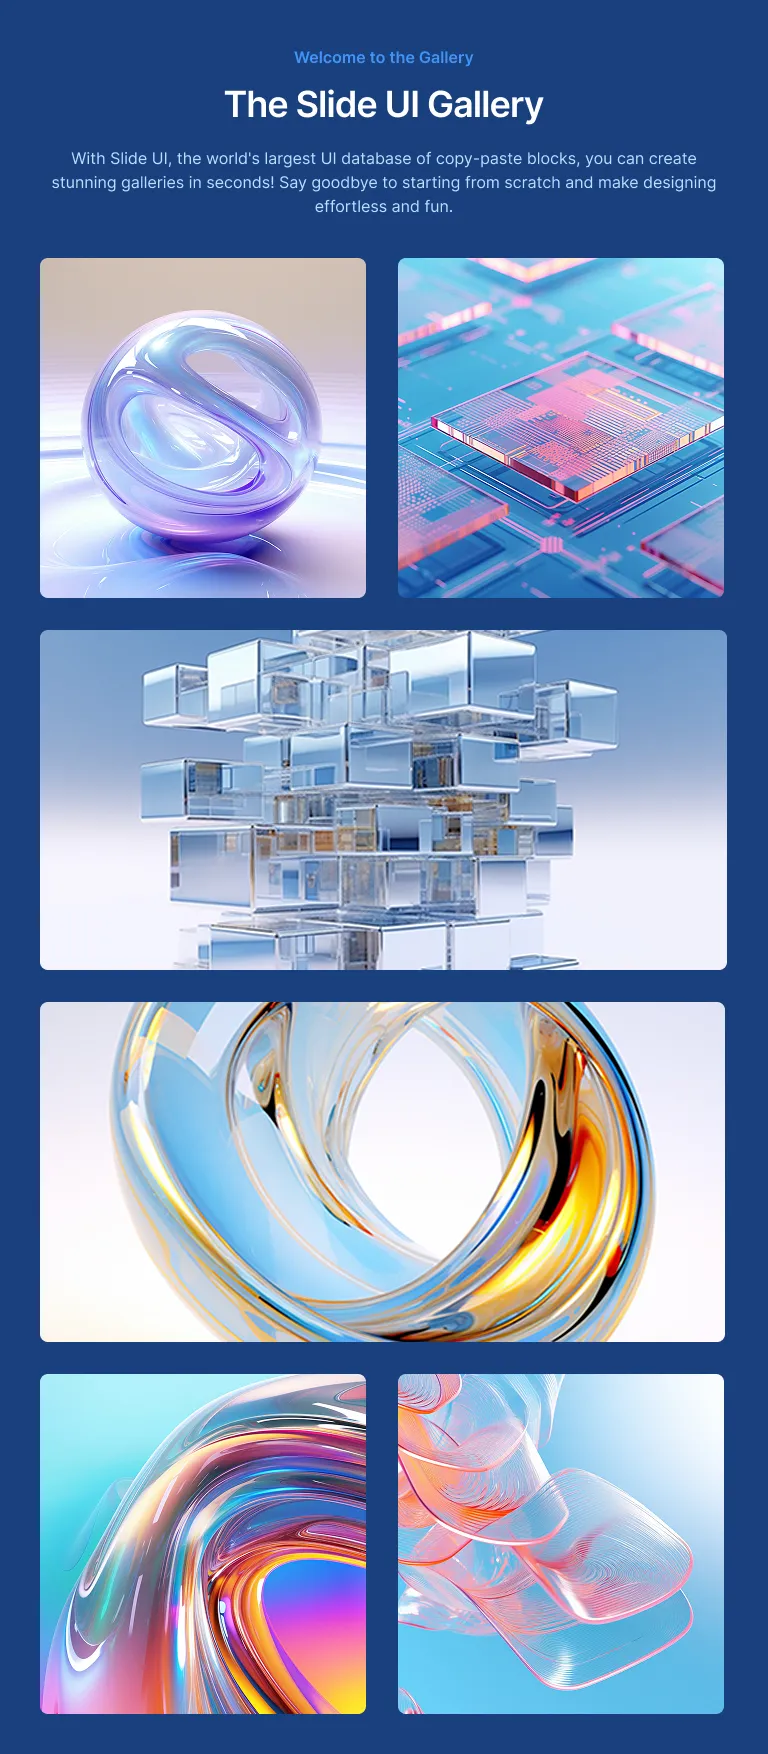 Welcome to the Gallery
The Slide UI Gallery
With Slide UI, the world's largest UI database of copy-paste blocks, you can create
stunning galleries in seconds! Say goodbye to starting from scratch and make designing
effortless and fun.